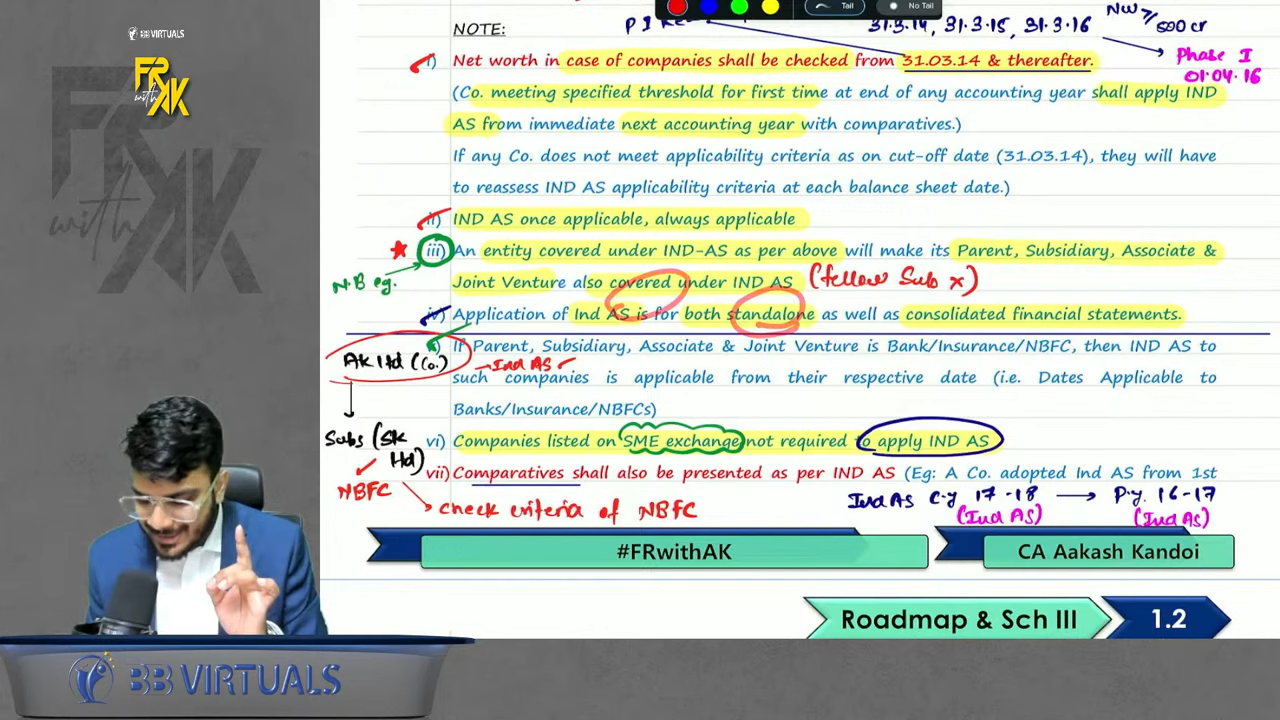 BB VIRTUALS
FR
with
AK
Tail
No Tail
NOTE:
31.3.14, 31.3.15, 31.3.16
NW ≥ 500 cr
Phase I
01.04.16
i) Net worth in case of companies shall be checked from 31.03.14 & thereafter.
(Co. meeting specified threshold for first time at end of any accounting year shall apply IND
AS from immediate next accounting year with comparatives.)
If any Co. does not meet applicability criteria as on cut-off date (31.03.14), they will have
to reassess IND AS applicability criteria at each balance sheet date.)
ii) IND AS once applicable, always applicable
iii) An entity covered under IND-AS as per above will make its Parent, Subsidiary, Associate &
N.B eg.
Joint Venture also covered under IND AS (fellow Sub x)
iv) Application of Ind AS is for both standalone as well as consolidated financial statements.
v) If Parent, Subsidiary, Associate & Joint Venture is Bank/Insurance/NBFC, then IND AS to
AK ltd (Co.) Ind AS
such companies is applicable from their respective date (i.e. Dates Applicable to
Banks/Insurance/NBFCs)
Subs (SK ltd)
vi) Companies listed on SME exchange not required to apply IND AS
vii) Comparatives shall also be presented as per IND AS (Eg: A Co. adopted Ind AS from 1st
NBFC
check criteria of NBFC
Ind AS C.y 17-18 → P.y. 16-17
(Ind AS) (Ind AS)
#FRwithAK
CA Aakash Kandoi
Roadmap & Sch III
1.2
BB VIRTUALS